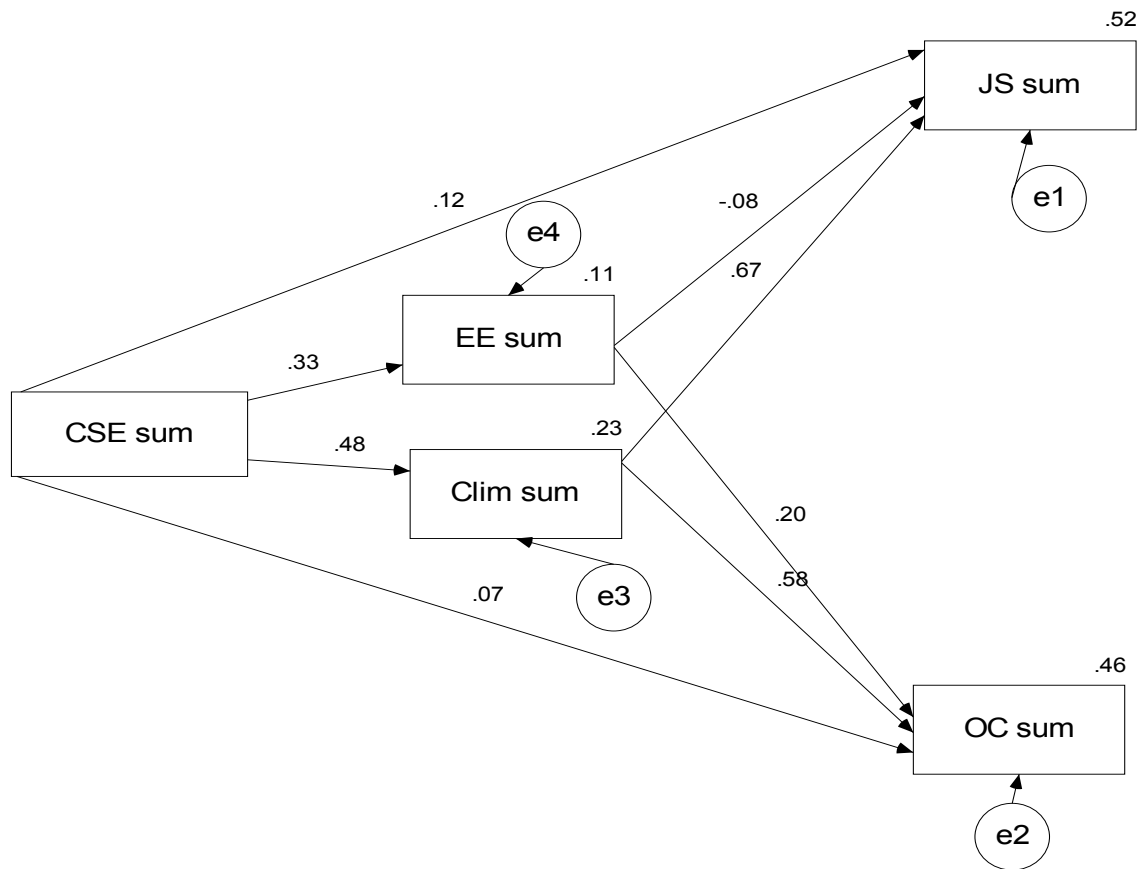 .52
JS sum
e1
.12
-.08
e4
.67
.11
EE sum
.33
CSE sum
.23
.48
Clim sum
.20
.58
e3
.07
.46
OC sum
e2